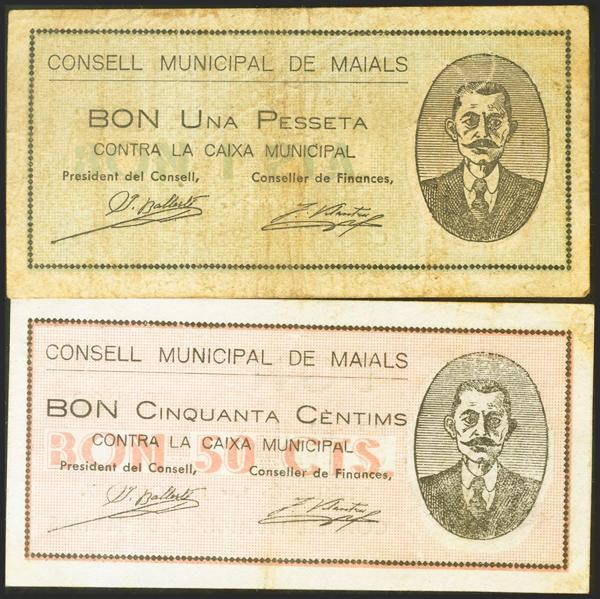 CONSELL MUNICIPAL DE MAIALS
BON UNA PESSETA
CONTRA LA CAIXA MUNICIPAL
President del Consell, Conseller de Finances,
CONSELL MUNICIPAL DE MAIALS
BON CINQUANTA CÈNTIMS
BON 50 CTS.
CONTRA LA CAIXA MUNICIPAL
President del Consell, Conseller de Finances,